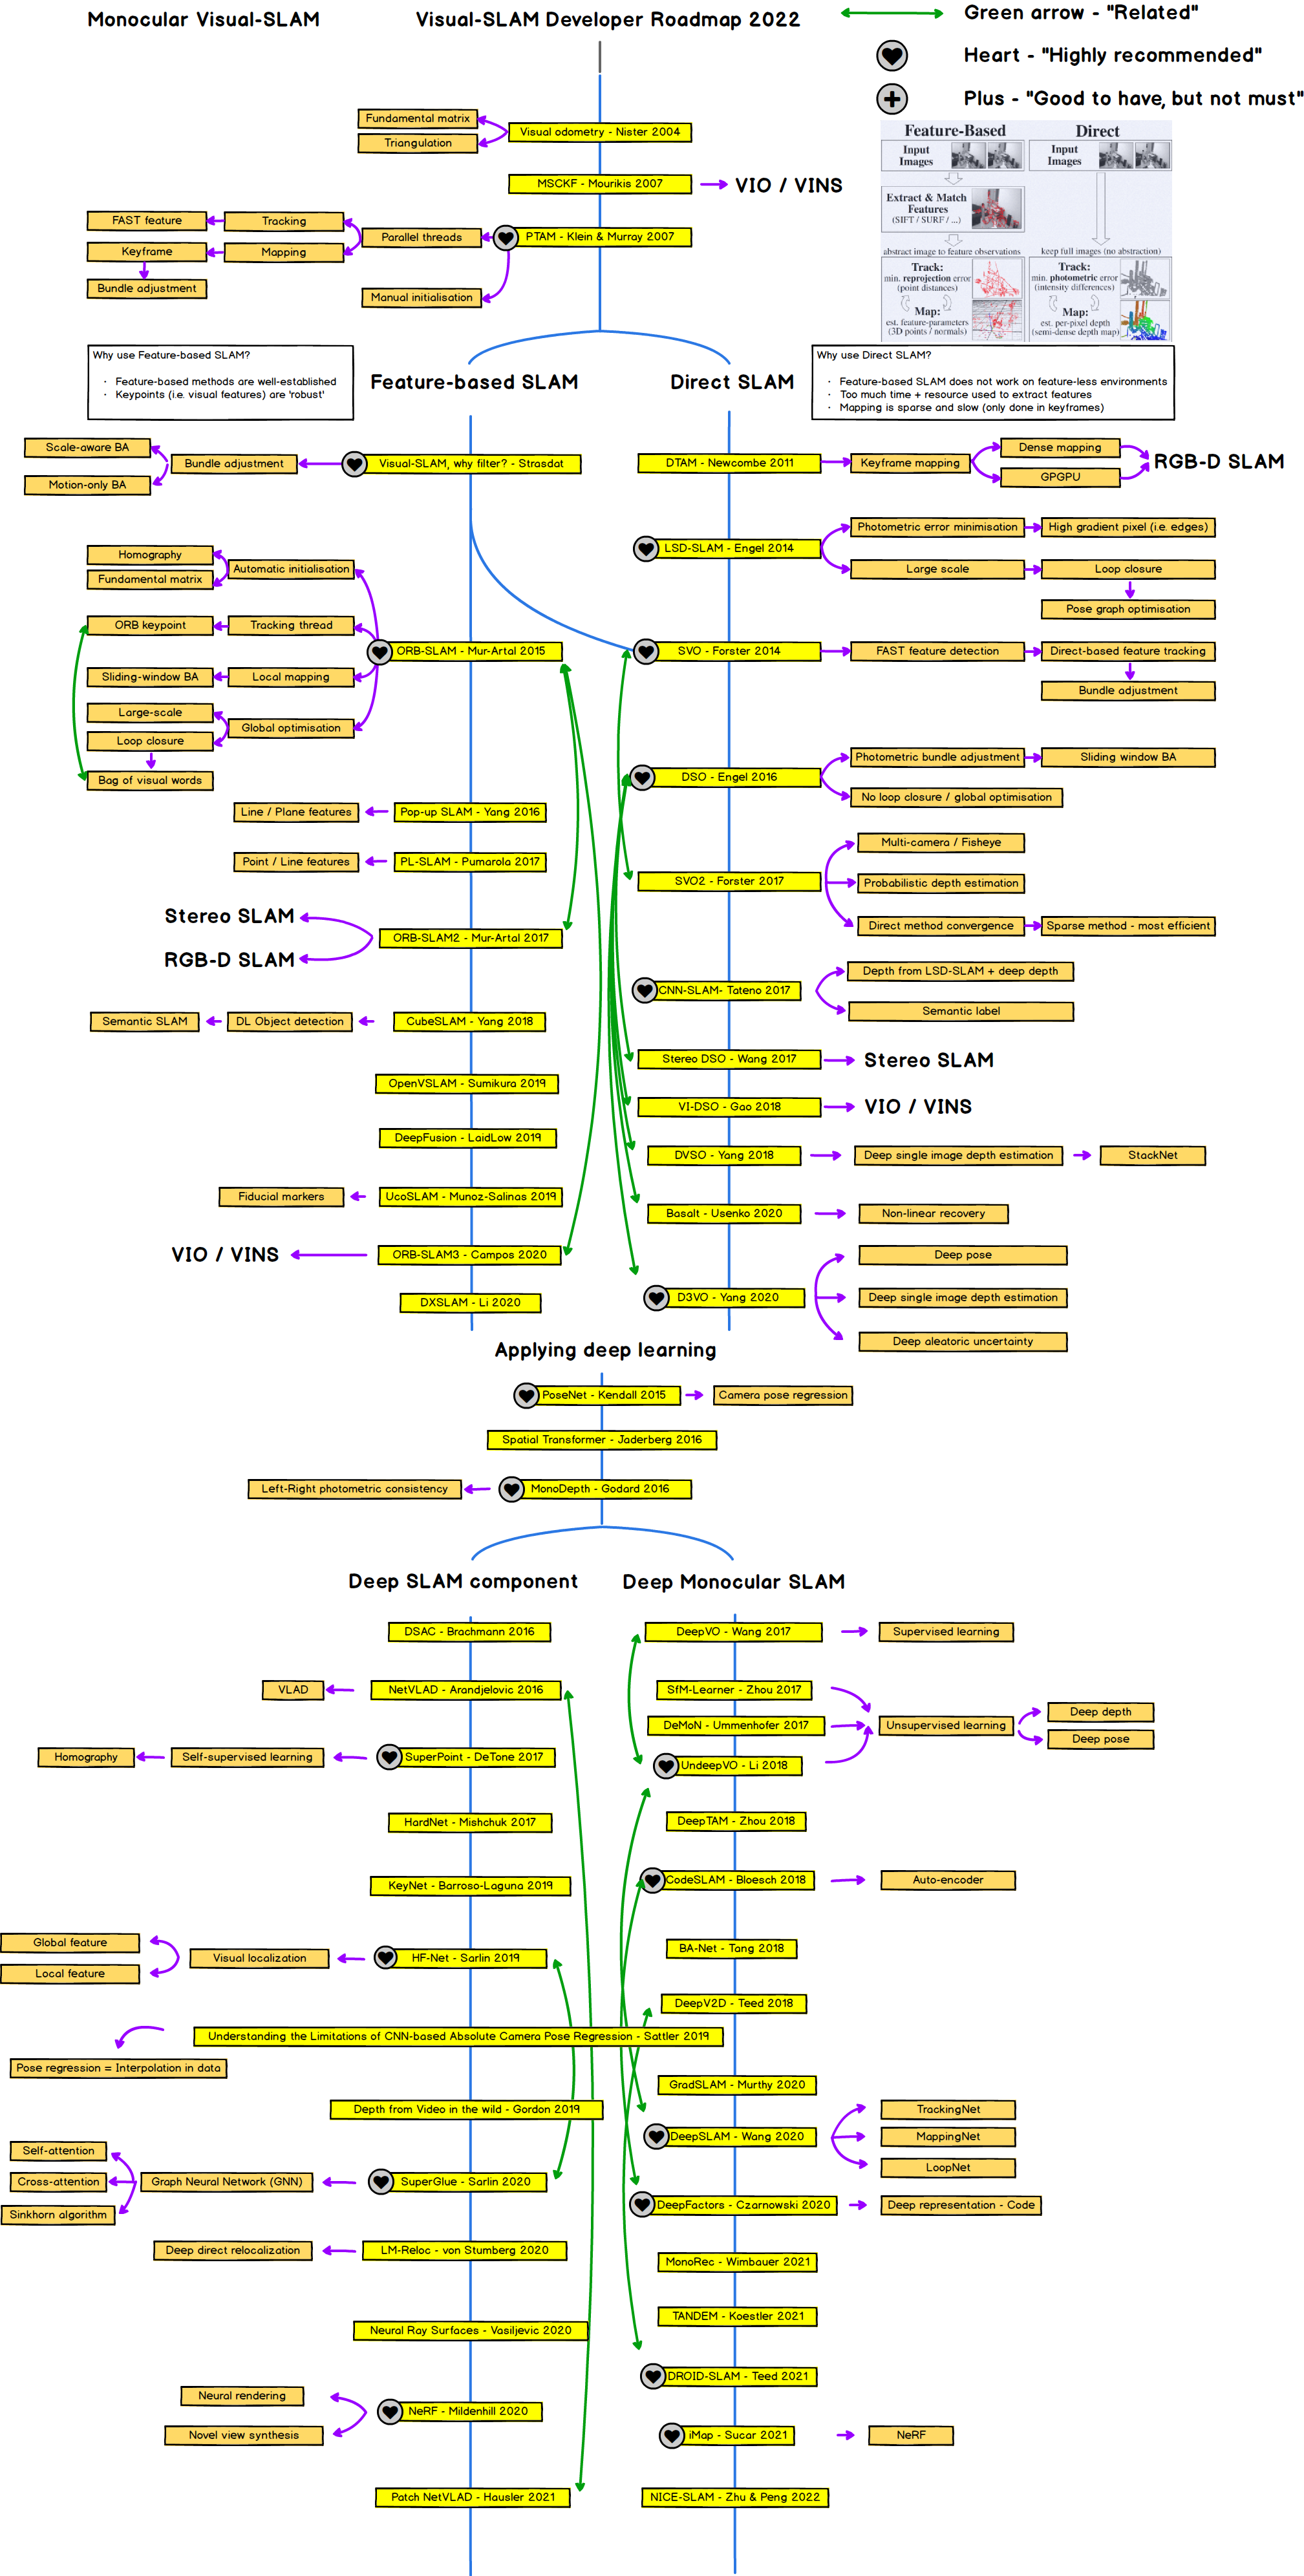 Monocular Visual-SLAM
Visual-SLAM Developer Roadmap 2022
Green arrow - "Related"
Heart - "Highly recommended"
Plus - "Good to have, but not must"
Fundamental matrix
Triangulation
Visual odometry - Nister 2004
MSCKF - Mourikis 2007
VIO / VINS
FAST feature
Tracking
Parallel threads
PTAM - Klein & Murray 2007
Keyframe
Mapping
Bundle adjustment
Manual initialisation
Feature-Based
Direct
Input
Images
Input
Images
Extract & Match
Features
(SIFT / SURF / ...)
abstract image to feature observations
keep full images (no abstraction)
Track:
min. reprojection error
(point distances)
Track:
min. photometric error
(intensity differences)
Map:
est. feature-parameters
(3D points / normals)
Map:
est. per-pixel depth
(semi-dense depth map)
Why use Feature-based SLAM?
· Feature-based methods are well-established
· Keypoints (i.e. visual features) are 'robust'
Feature-based SLAM
Direct SLAM
Why use Direct SLAM?
· Feature-based SLAM does not work on feature-less environments
· Too much time + resource used to extract features
· Mapping is sparse and slow (only done in keyframes)
Scale-aware BA
Motion-only BA
Bundle adjustment
Visual-SLAM, why filter? - Strasdat
DTAM - Newcombe 2011
Keyframe mapping
Dense mapping
GPGPU
RGB-D SLAM
LSD-SLAM - Engel 2014
Photometric error minimisation
High gradient pixel (i.e. edges)
Large scale
Loop closure
Pose graph optimisation
Homography
Fundamental matrix
Automatic initialisation
ORB keypoint
Tracking thread
ORB-SLAM - Mur-Artal 2015
Sliding-window BA
Local mapping
Large-scale
Loop closure
Global optimisation
Bag of visual words
SVO - Forster 2014
FAST feature detection
Direct-based feature tracking
Bundle adjustment
DSO - Engel 2016
Photometric bundle adjustment
Sliding window BA
No loop closure / global optimisation
Line / Plane features
Pop-up SLAM - Yang 2016
Point / Line features
PL-SLAM - Pumarola 2017
SVO2 - Forster 2017
Multi-camera / Fisheye
Probabilistic depth estimation
Direct method convergence
Sparse method - most efficient
Stereo SLAM
RGB-D SLAM
ORB-SLAM2 - Mur-Artal 2017
CNN-SLAM- Tateno 2017
Depth from LSD-SLAM + deep depth
Semantic label
Semantic SLAM
DL Object detection
CubeSLAM - Yang 2018
Stereo DSO - Wang 2017
Stereo SLAM
OpenVSLAM - Sumikura 2019
VI-DSO - Gao 2018
VIO / VINS
DeepFusion - LaidLow 2019
DVSO - Yang 2018
Deep single image depth estimation
StackNet
Fiducial markers
UcoSLAM - Munoz-Salinas 2019
Basalt - Usenko 2020
Non-linear recovery
VIO / VINS
ORB-SLAM3 - Campos 2020
DXSLAM - Li 2020
D3VO - Yang 2020
Deep pose
Deep single image depth estimation
Deep aleatoric uncertainty
Applying deep learning
PoseNet - Kendall 2015
Camera pose regression
Spatial Transformer - Jaderberg 2016
Left-Right photometric consistency
MonoDepth - Godard 2016
Deep SLAM component
Deep Monocular SLAM
DSAC - Brachmann 2016
DeepVO - Wang 2017
Supervised learning
VLAD
NetVLAD - Arandjelovic 2016
SfM-Learner - Zhou 2017
DeMoN - Ummenhofer 2017
Unsupervised learning
Deep depth
Deep pose
Homography
Self-supervised learning
SuperPoint - DeTone 2017
UndeepVO - Li 2018
HardNet - Mishchuk 2017
DeepTAM - Zhou 2018
KeyNet - Barroso-Laguna 2019
CodeSLAM - Bloesch 2018
Auto-encoder
Global feature
Local feature
Visual localization
HF-Net - Sarlin 2019
BA-Net - Tang 2018
DeepV2D - Teed 2018
Understanding the Limitations of CNN-based Absolute Camera Pose Regression - Sattler 2019
Pose regression = Interpolation in data
GradSLAM - Murthy 2020
Depth from Video in the wild - Gordon 2019
DeepSLAM - Wang 2020
TrackingNet
MappingNet
LoopNet
Self-attention
Cross-attention
Sinkhorn algorithm
Graph Neural Network (GNN)
SuperGlue - Sarlin 2020
DeepFactors - Czarnowski 2020
Deep representation - Code
Deep direct relocalization
LM-Reloc - von Stumberg 2020
MonoRec - Wimbauer 2021
Neural Ray Surfaces - Vasiljevic 2020
TANDEM - Koestler 2021
DROID-SLAM - Teed 2021
Neural rendering
Novel view synthesis
NeRF - Mildenhill 2020
iMap - Sucar 2021
NeRF
Patch NetVLAD - Hausler 2021
NICE-SLAM - Zhu & Peng 2022